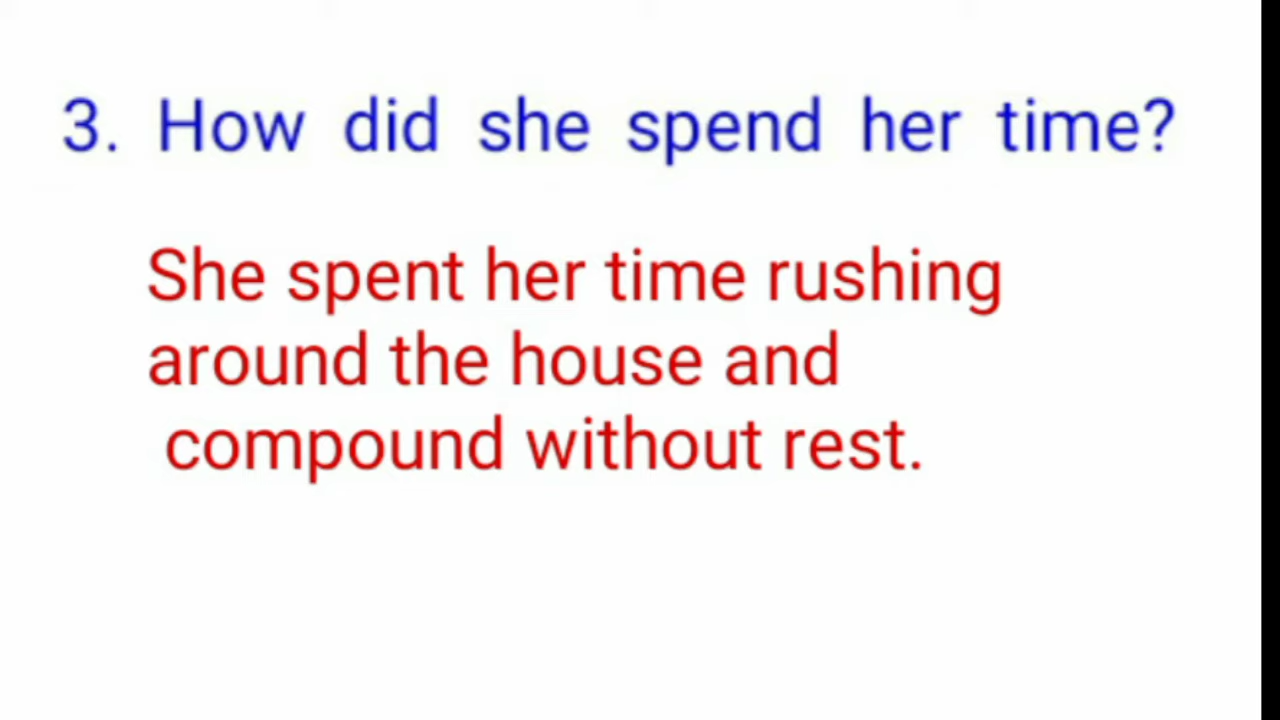 3. How did she spend her time?
She spent her time rushing
around the house and
compound without rest.